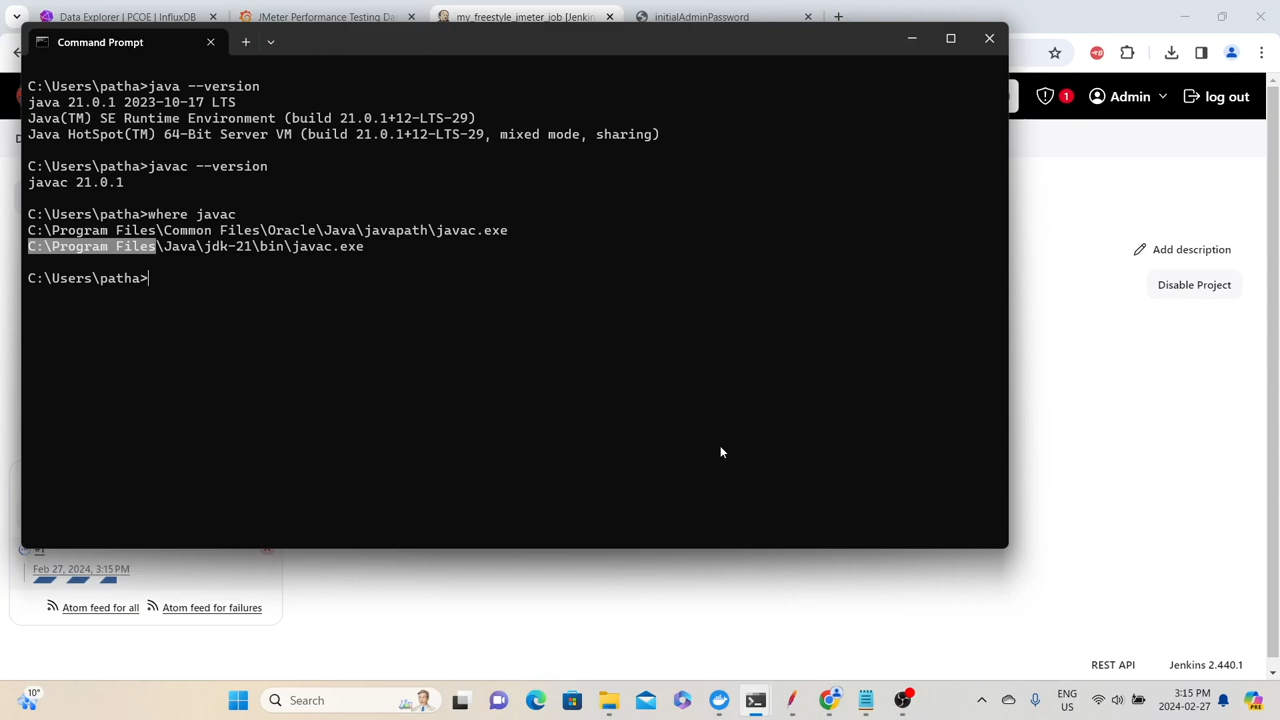 Data Explorer | PCOE | InfluxDB
JMeter Performance Testing Da
my_freestyle_jmeter_job [Jenkin
initialAdminPassword
Command Prompt
1
Admin
log out
C:\Users\patha>java --version
java 21.0.1 2023-10-17 LTS
Java(TM) SE Runtime Environment (build 21.0.1+12-LTS-29)
Java HotSpot(TM) 64-Bit Server VM (build 21.0.1+12-LTS-29, mixed mode, sharing)
C:\Users\patha>javac --version
javac 21.0.1
C:\Users\patha>where javac
C:\Program Files\Common Files\Oracle\Java\javapath\javac.exe
C:\Program Files\Java\jdk-21\bin\javac.exe
C:\Users\patha>
Add description
Disable Project
#1
Feb 27, 2024, 3:15 PM
Atom feed for all
Atom feed for failures
REST API
Jenkins 2.440.1
10°
Search
ENG
US
3:15 PM
2024-02-27
PRE